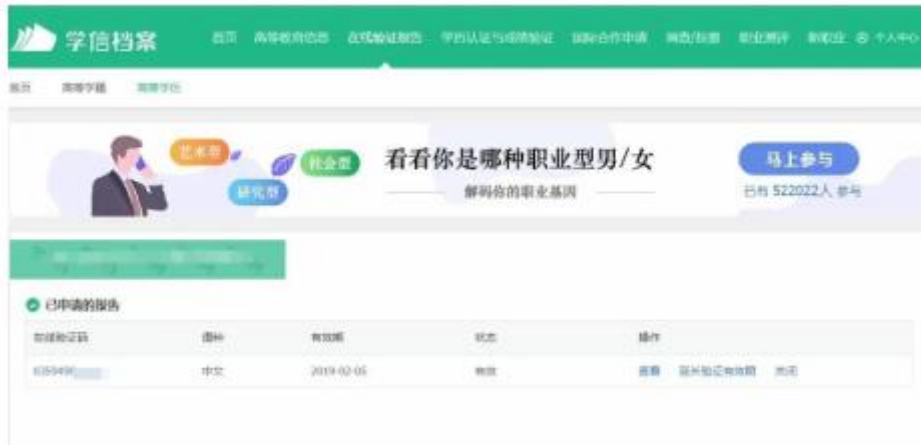 学信档案 首页 高等教育信息 在线验证报告 学历认证与成绩验证 国际合作申请 调查/投票 职业测评 新职业 个人中心
首页 高等学籍 高等学历
艺术型
社会型
研究型
看看你是哪种职业型男/女
解码你的职业基因
马上参与
已有 522022人 参与
已申请的报告
在线验证码 语种 有效期 状态 操作
中文 2019-02-05 有效 查看 延长验证有效期 关闭